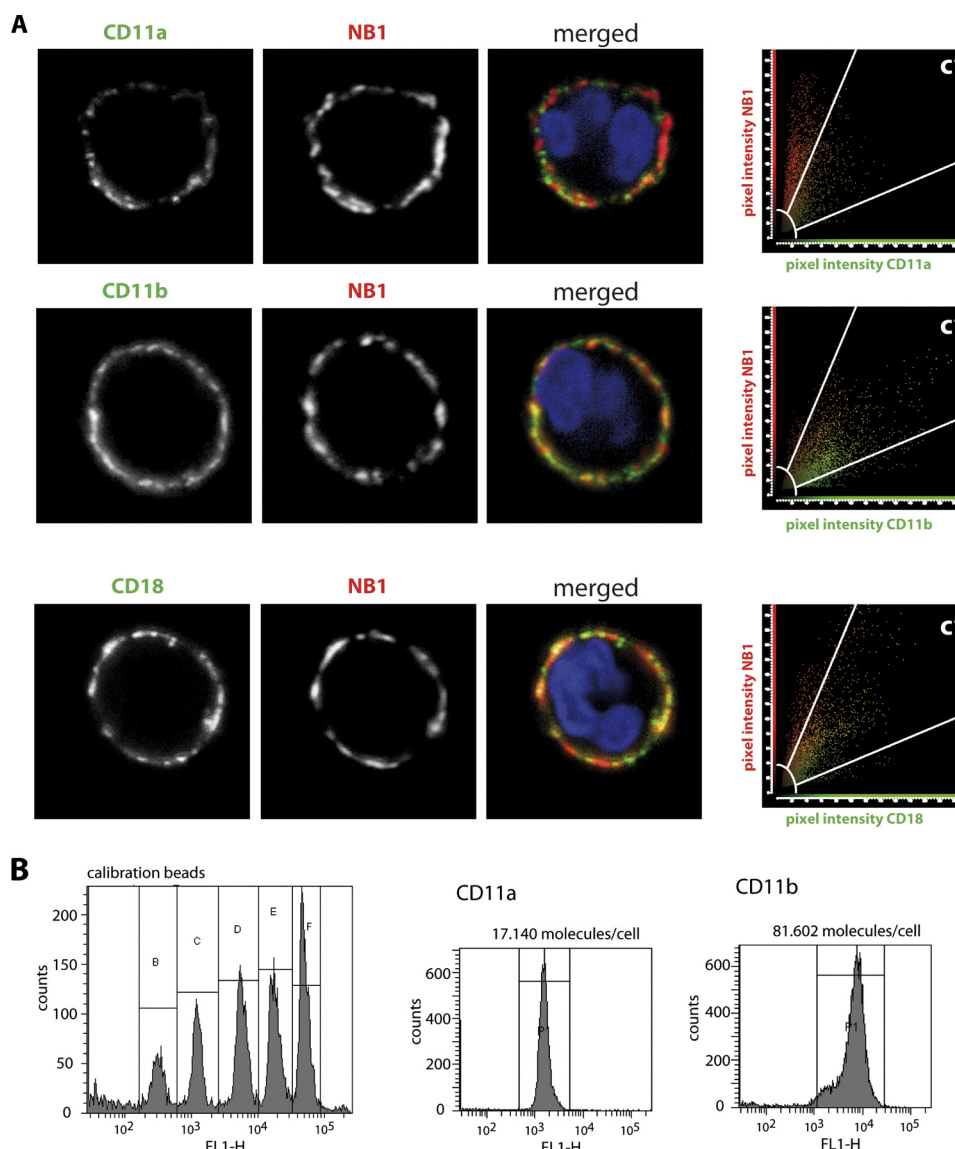 A
CD11a NB1 merged
pixel intensity NB1
pixel intensity CD11a
CD11b NB1 merged
pixel intensity NB1
pixel intensity CD11b
CD18 NB1 merged
pixel intensity NB1
pixel intensity CD18
B
calibration beads
counts
200
150
100
50
0
B C D E F
10² 10³ 10⁴ 10⁵
FL1-H
CD11a
17.140 molecules/cell
counts
600
400
200
0
10² 10³ 10⁴ 10⁵
FL1-H
CD11b
81.602 molecules/cell
counts
600
400
200
0
P1
10² 10³ 10⁴ 10⁵
FL1-H